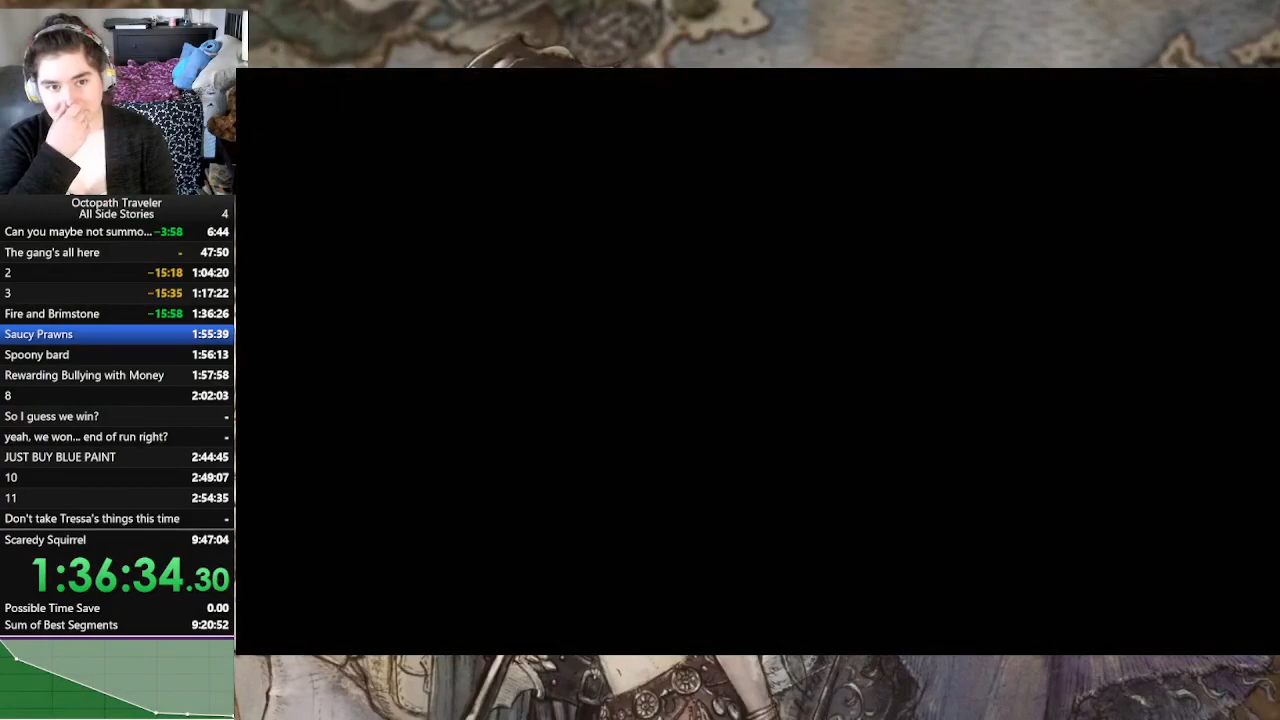 Octopath Traveler
All Side Stories 4
Can you maybe not summo... −3:58 6:44
The gang's all here - 47:50
2 −15:18 1:04:20
3 −15:35 1:17:22
Fire and Brimstone −15:58 1:36:26
Saucy Prawns 1:55:39
Spoony bard 1:56:13
Rewarding Bullying with Money 1:57:58
8 2:02:03
So I guess we win? -
yeah, we won... end of run right? -
JUST BUY BLUE PAINT 2:44:45
10 2:49:07
11 2:54:35
Don't take Tressa's things this time -
Scaredy Squirrel 9:47:04
1:36:34.30
Possible Time Save 0.00
Sum of Best Segments 9:20:52